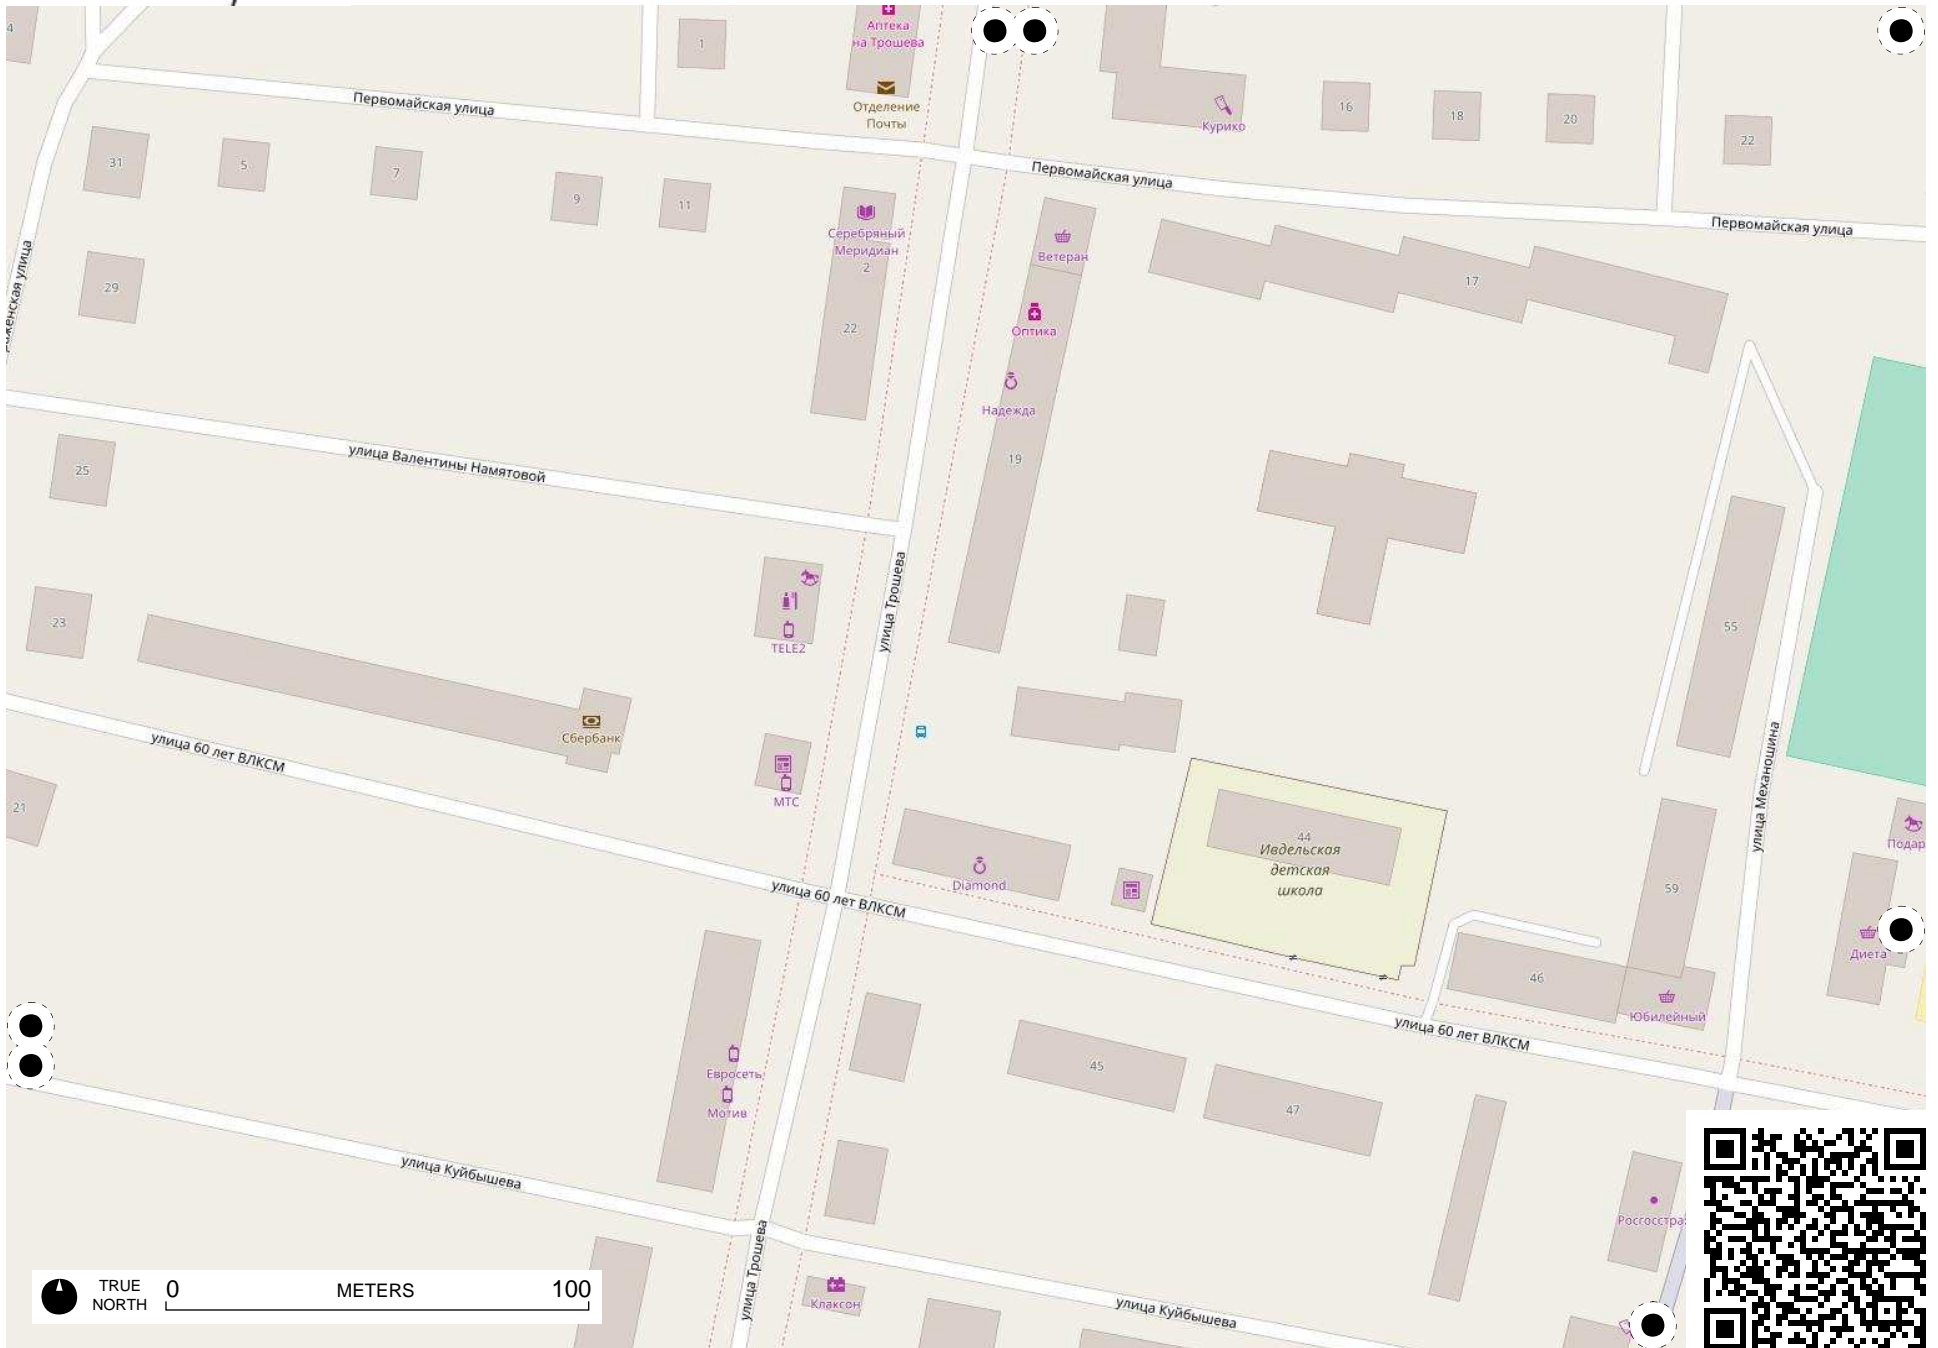 4
1
Аптека
на Трошева
Отделение
Почты
Курико
16
18
20
22
Первомайская улица
Первомайская улица
Первомайская улица
31
5
7
9
11
Серебряный
Меридиан
2
22
Ветеран
Оптика
Надежда
19
17
29
25
23
улица Валентины Намятовой
улица Трошева
TELE2
Сбербанк
МТС
улица 60 лет ВЛКСМ
21
55
улица Механошина
44
Ивдельская
детская
школа
Diamond
улица 60 лет ВЛКСМ
59
Подар
Диета
46
Юбилейный
улица 60 лет ВЛКСМ
45
47
Евросеть
Мотив
улица Куйбышева
улица Трошева
Росгосстра
Клаксон
улица Куйбышева
TRUE
NORTH
0 METERS 100